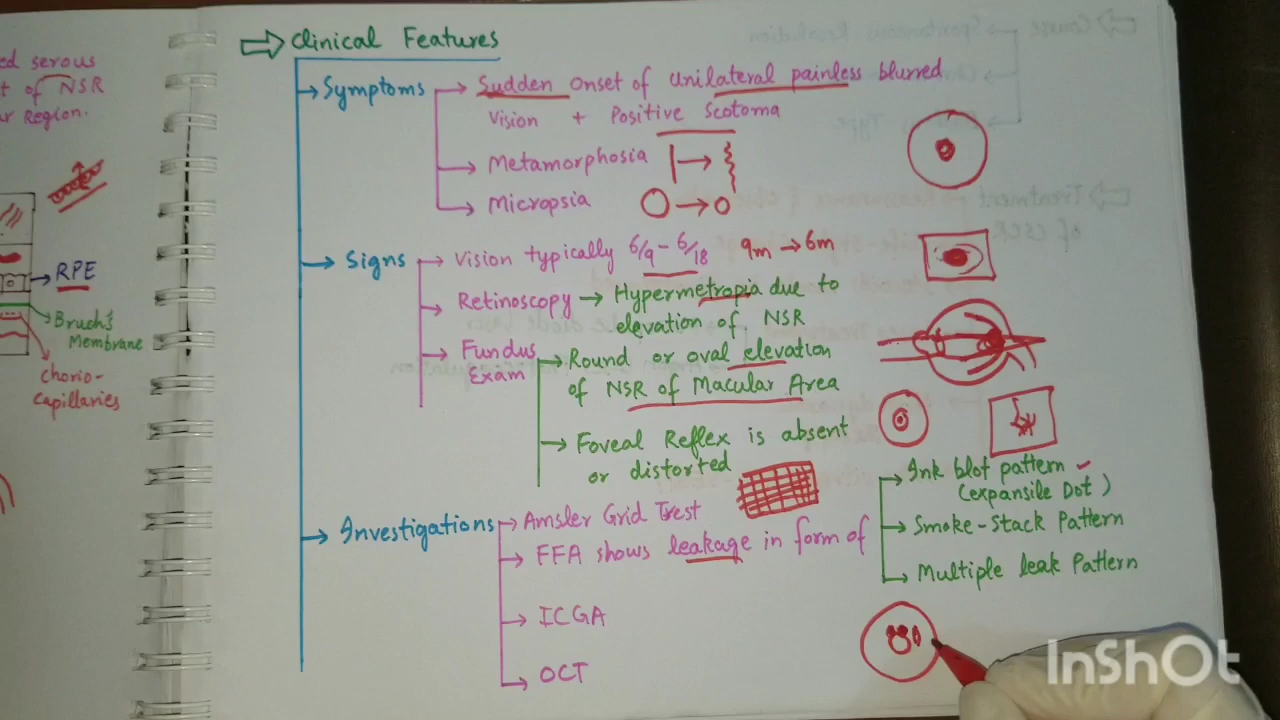 ed serous
t of NSR
r Region.
RPE
Bruch's
Membrane
Chorio-
Capillaries
Clinical Features
Symptoms
Sudden onset of unilateral painless blurred
Vision + Positive Scotoma
Metamorphosia
Micropsia
Signs
Vision typically 6/9 - 6/18 9m → 6m
Retinoscopy → Hypermetropia due to
elevation of NSR
Fundus
Exam
Round or oval elevation
of NSR of Macular Area
Foveal Reflex is absent
or distorted
Investigations
Amsler Grid Trest
FFA shows leakage in form of
Ink blot pattern
(expansile Dot)
Smoke-Stack Pattern
Multiple leak Pattern
ICGA
OCT
InShOt